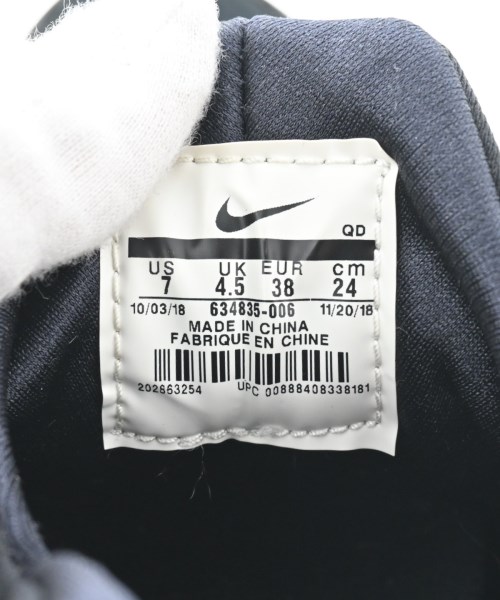 QD
US UK EUR cm
7 4.5 38 24
10/03/18 634835-006 11/20/18
MADE IN CHINA
FABRIQUE EN CHINE
202663254 UPC 00888408338181